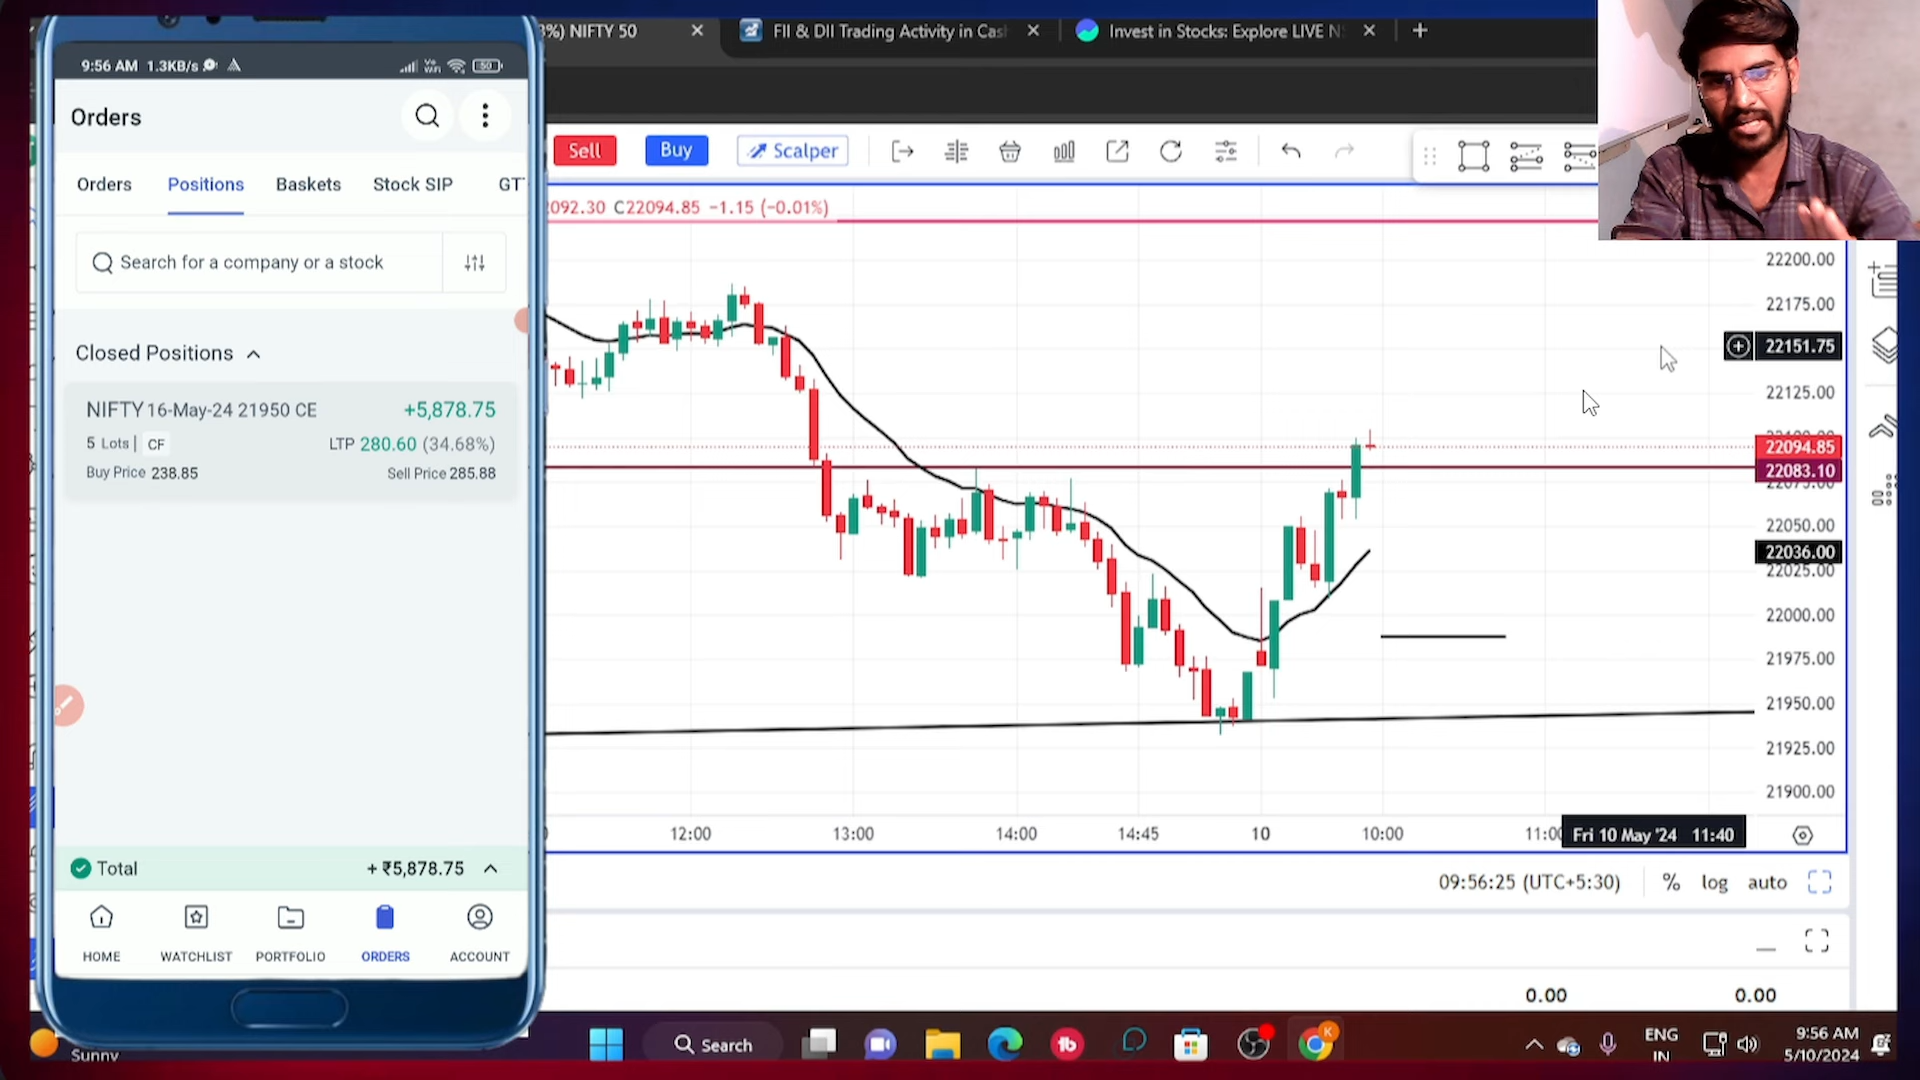 9:56 AM 1.3KB/s
50
Orders
Orders Positions Baskets Stock SIP
Search for a company or a stock
Closed Positions
NIFTY 16-May-24 21950 CE +5,878.75
5 Lots | CF LTP 280.60 (34.68%)
Buy Price 238.85 Sell Price 285.88
Total + ₹5,878.75
HOME WATCHLIST PORTFOLIO ORDERS ACCOUNT
NIFTY 50
FII & DII Trading Activity in Cas
Invest in Stocks: Explore LIVE N
Sell Buy Scalper
092.30 C22094.85 −1.15 (−0.01%)
22200.00
22175.00
22151.75
22125.00
22094.85
22083.10
22050.00
22036.00
22025.00
22000.00
21975.00
21950.00
21925.00
21900.00
12:00 13:00 14:00 14:45 10 10:00 Fri 10 May '24 11:40
09:56:25 (UTC+5:30) % log auto
0.00 0.00
Sunny
Search
ENG
IN
9:56 AM
5/10/2024